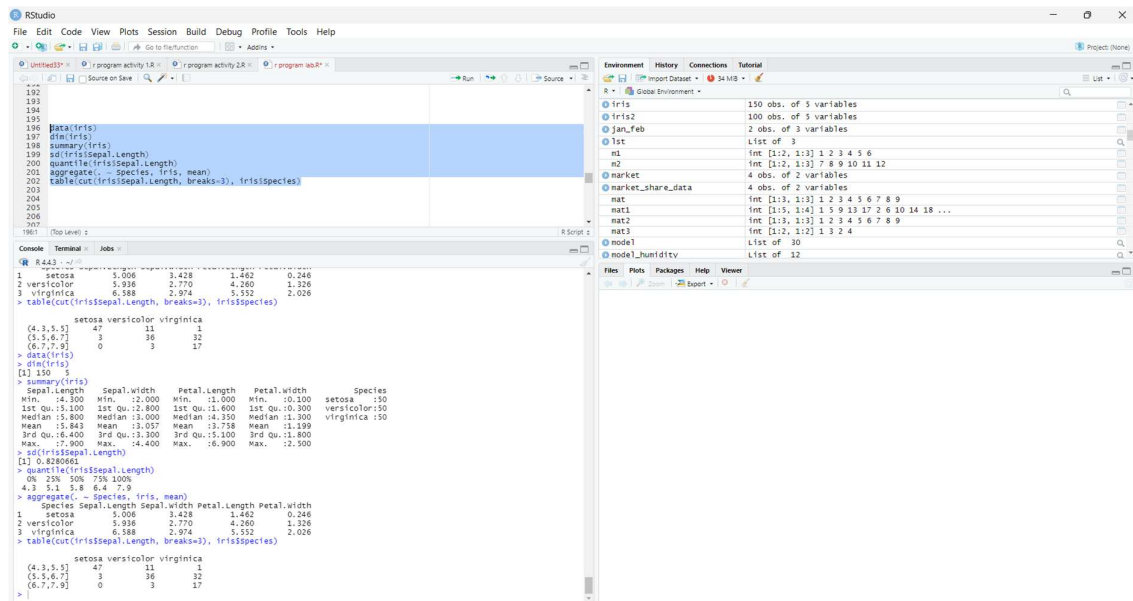 RStudio
File Edit Code View Plots Session Build Debug Profile Tools Help
Go to file/function Addins Project: (None)
Untitled33* r program activity 1.R r program activity 2.R r program lab.R*
Source on Save Run Source
192
193
194
195
196 data(iris)
197 dim(iris)
198 summary(iris)
199 sd(iris$Sepal.Length)
200 quantile(iris$Sepal.Length)
201 aggregate(. ~ Species, iris, mean)
202 table(cut(iris$Sepal.Length, breaks=3), iris$Species)
203
204
205
206
207
196:1 (Top Level) R Script
Console Terminal Jobs
R 4.4.3 · ~/
1 setosa 5.006 3.428 1.462 0.246
2 versicolor 5.936 2.770 4.260 1.326
3 virginica 6.588 2.974 5.552 2.026
> table(cut(iris$Sepal.Length, breaks=3), iris$Species)
setosa versicolor virginica
(4.3,5.5] 47 11 1
(5.5,6.7] 3 36 32
(6.7,7.9] 0 3 17
> data(iris)
> dim(iris)
[1] 150 5
> summary(iris)
Sepal.Length Sepal.Width Petal.Length Petal.Width Species
Min. :4.300 Min. :2.000 Min. :1.000 Min. :0.100 setosa :50
1st Qu.:5.100 1st Qu.:2.800 1st Qu.:1.600 1st Qu.:0.300 versicolor:50
Median :5.800 Median :3.000 Median :4.350 Median :1.300 virginica :50
Mean :5.843 Mean :3.057 Mean :3.758 Mean :1.199
3rd Qu.:6.400 3rd Qu.:3.300 3rd Qu.:5.100 3rd Qu.:1.800
Max. :7.900 Max. :4.400 Max. :6.900 Max. :2.500
> sd(iris$Sepal.Length)
[1] 0.8280661
> quantile(iris$Sepal.Length)
0% 25% 50% 75% 100%
4.3 5.1 5.8 6.4 7.9
> aggregate(. ~ Species, iris, mean)
Species Sepal.Length Sepal.Width Petal.Length Petal.Width
1 setosa 5.006 3.428 1.462 0.246
2 versicolor 5.936 2.770 4.260 1.326
3 virginica 6.588 2.974 5.552 2.026
> table(cut(iris$Sepal.Length, breaks=3), iris$Species)
setosa versicolor virginica
(4.3,5.5] 47 11 1
(5.5,6.7] 3 36 32
(6.7,7.9] 0 3 17
>
Environment History Connections Tutorial
Import Dataset 34 MiB List
R Global Environment
iris 150 obs. of 5 variables
iris2 100 obs. of 5 variables
jan_feb 2 obs. of 3 variables
lst List of 3
m1 int [1:2, 1:3] 1 2 3 4 5 6
m2 int [1:2, 1:3] 7 8 9 10 11 12
market 4 obs. of 2 variables
market_share_data 4 obs. of 2 variables
mat int [1:3, 1:3] 1 2 3 4 5 6 7 8 9
mat1 int [1:5, 1:4] 1 5 9 13 17 2 6 10 14 18 ...
mat2 int [1:3, 1:3] 1 2 3 4 5 6 7 8 9
mat3 int [1:2, 1:2] 1 3 2 4
model List of 30
model_humidity List of 12
Files Plots Packages Help Viewer
Zoom Export